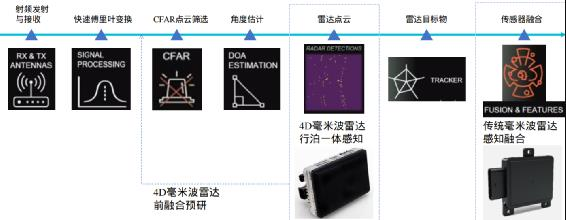 射频发射
与接收
快速傅里叶变换
CFAR点云筛选
角度估计
雷达点云
雷达目标物
传感器融合
RX & TX
ANTENNAS
SIGNAL
PROCESSING
CFAR
DOA
ESTIMATION
RADAR DETECTIONS
TRACKER
FUSION & FEATURES
4D毫米波雷达
行泊一体感知
传统毫米波雷达
感知融合
4D毫米波雷达
前融合预研